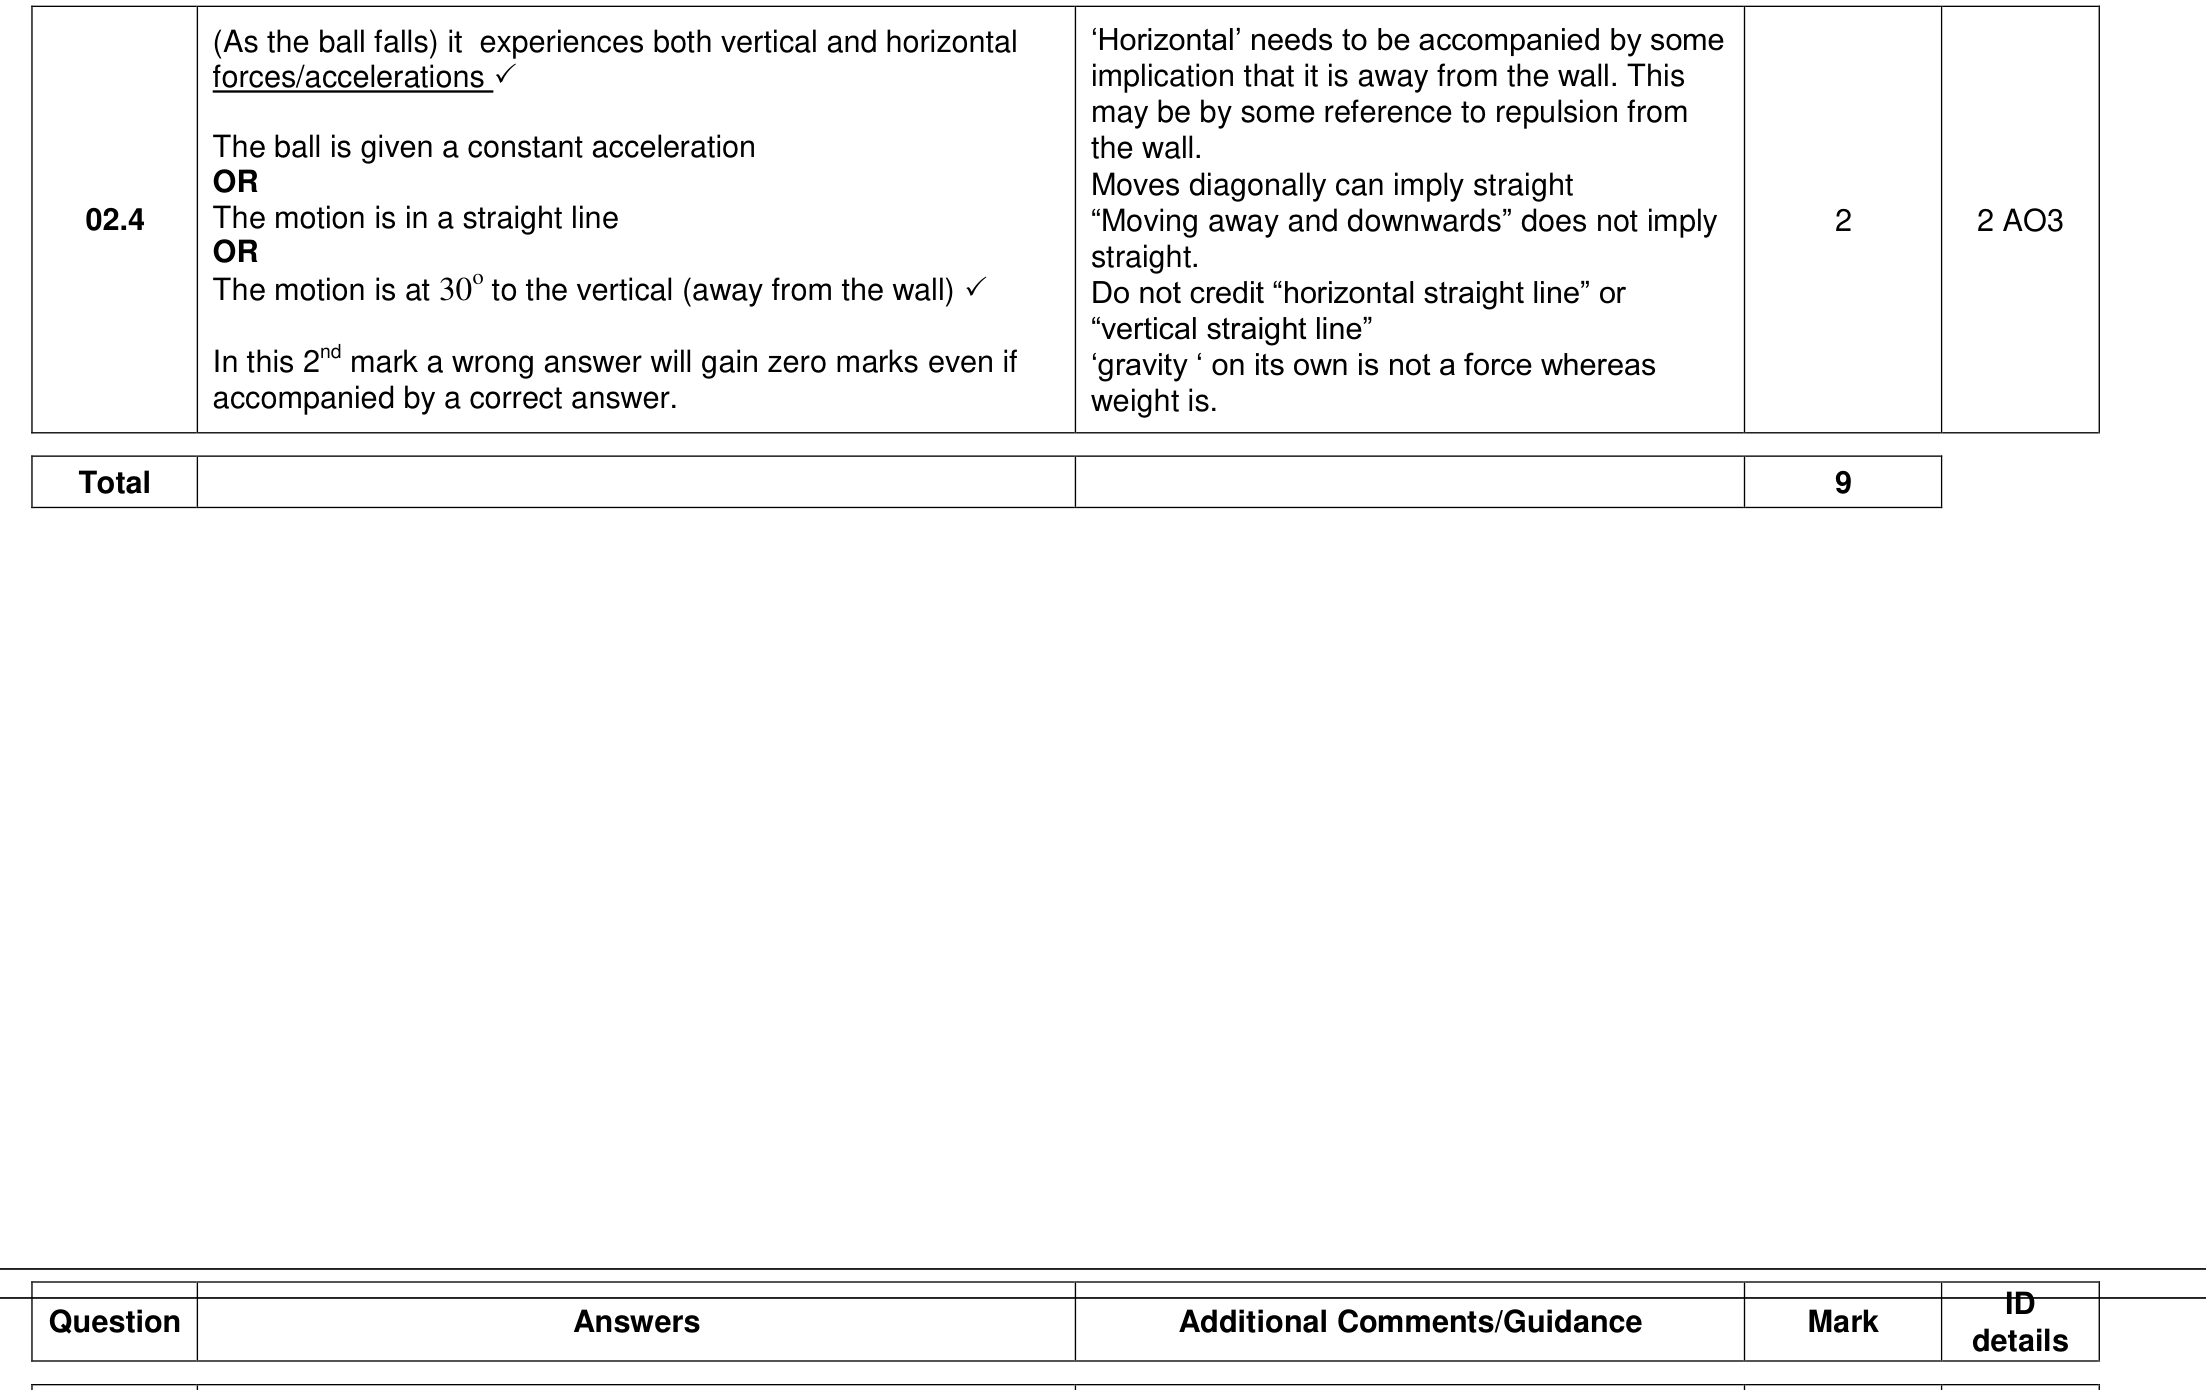 (As the ball falls) it  experiences both vertical and horizontal
forces/accelerations ✓
The ball is given a constant acceleration
OR
The motion is in a straight line
OR
The motion is at 30° to the vertical (away from the wall) ✓
In this 2nd mark a wrong answer will gain zero marks even if
accompanied by a correct answer.
‘Horizontal’ needs to be accompanied by some
implication that it is away from the wall. This
may be by some reference to repulsion from
the wall.
Moves diagonally can imply straight
“Moving away and downwards” does not imply
straight.
Do not credit “horizontal straight line” or
“vertical straight line”
‘gravity ‘ on its own is not a force whereas
weight is.
02.4
2
2 AO3
Total
9
Question
Answers
Additional Comments/Guidance
Mark
ID
details